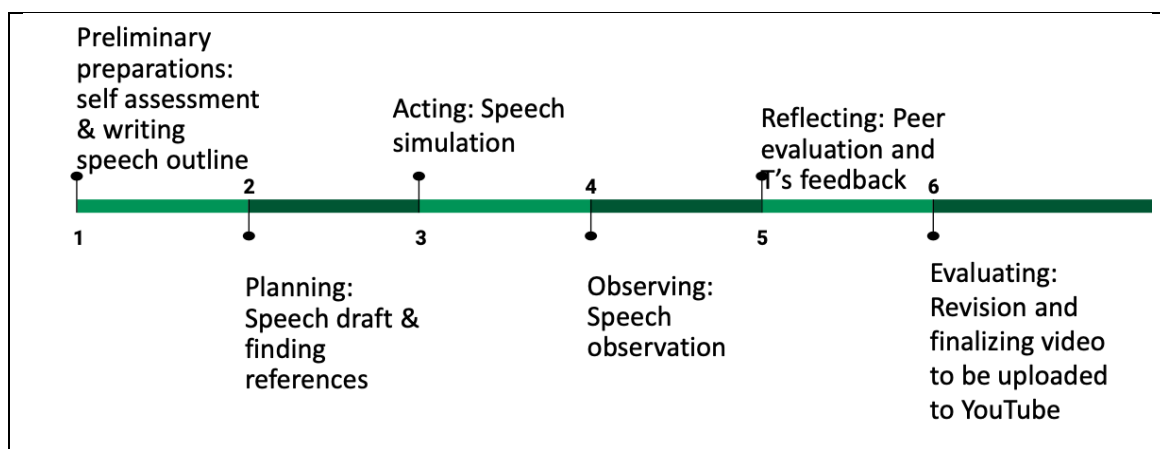 Preliminary
preparations:
self assessment
& writing
speech outline
1
2
Planning:
Speech draft &
finding
references
Acting: Speech
simulation
3
4
Observing:
Speech
observation
Reflecting: Peer
evaluation and
T's feedback
5
6
Evaluating:
Revision and
finalizing video
to be uploaded
to YouTube